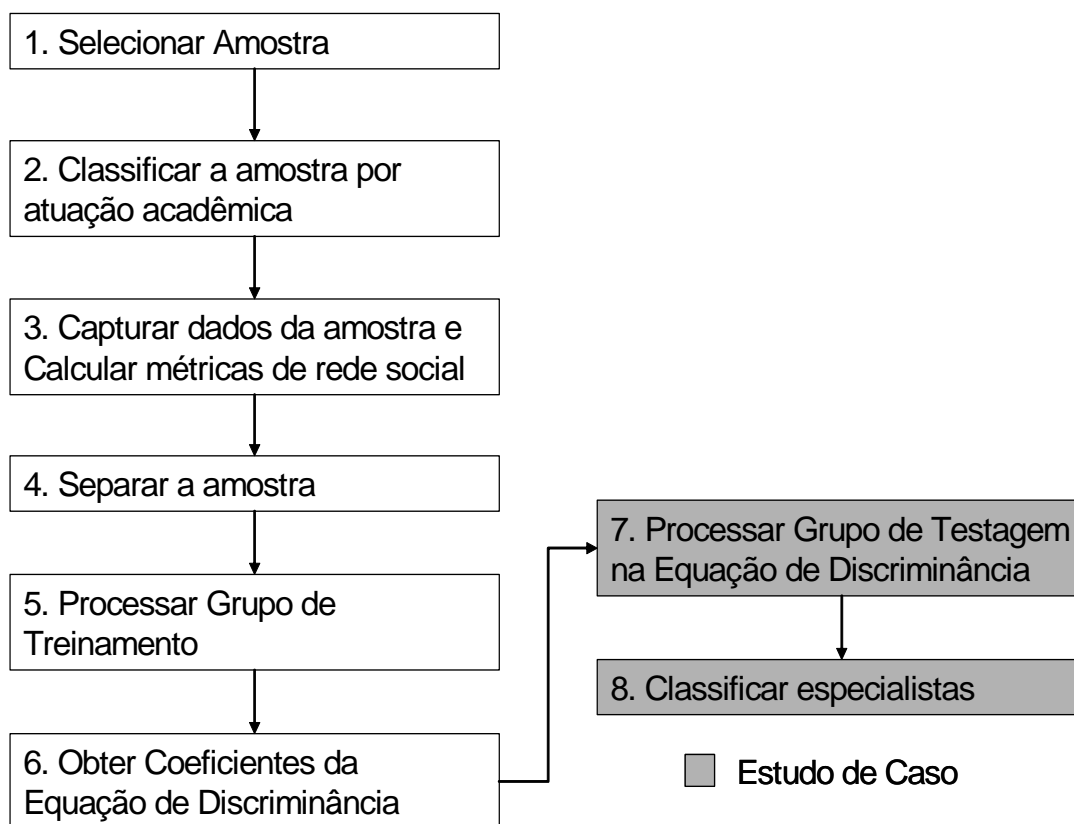 1. Selecionar Amostra
2. Classificar a amostra por
atuação acadêmica
3. Capturar dados da amostra e
Calcular métricas de rede social
4. Separar a amostra
5. Processar Grupo de
Treinamento
6. Obter Coeficientes da
Equação de Discriminância
7. Processar Grupo de Testagem
na Equação de Discriminância
8. Classificar especialistas
Estudo de Caso